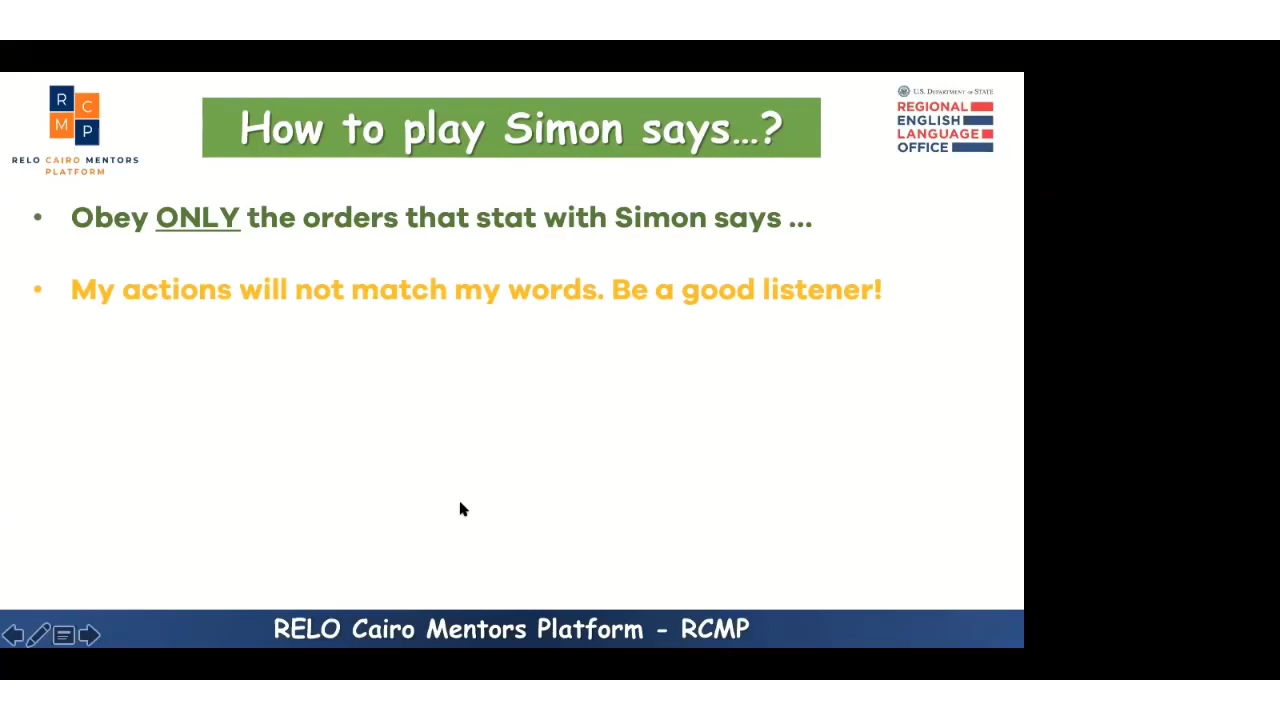 R
C
M
P
RELO CAIRO MENTORS
PLATFORM
How to play Simon says...?
U.S. DEPARTMENT OF STATE
REGIONAL
ENGLISH
LANGUAGE
OFFICE
• Obey ONLY the orders that stat with Simon says ...
• My actions will not match my words. Be a good listener!
RELO Cairo Mentors Platform - RCMP